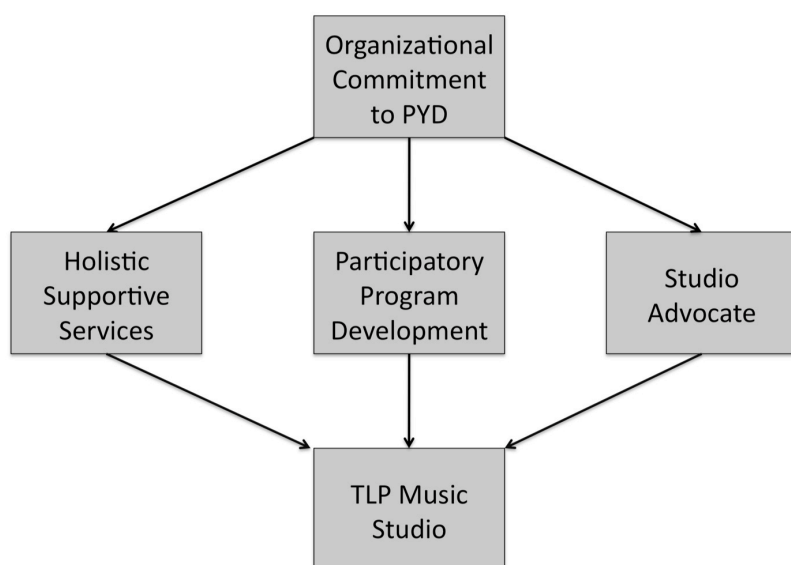 Organizational
Commitment
to PYD
Holistic
Supportive
Services
Participatory
Program
Development
Studio
Advocate
TLP Music
Studio